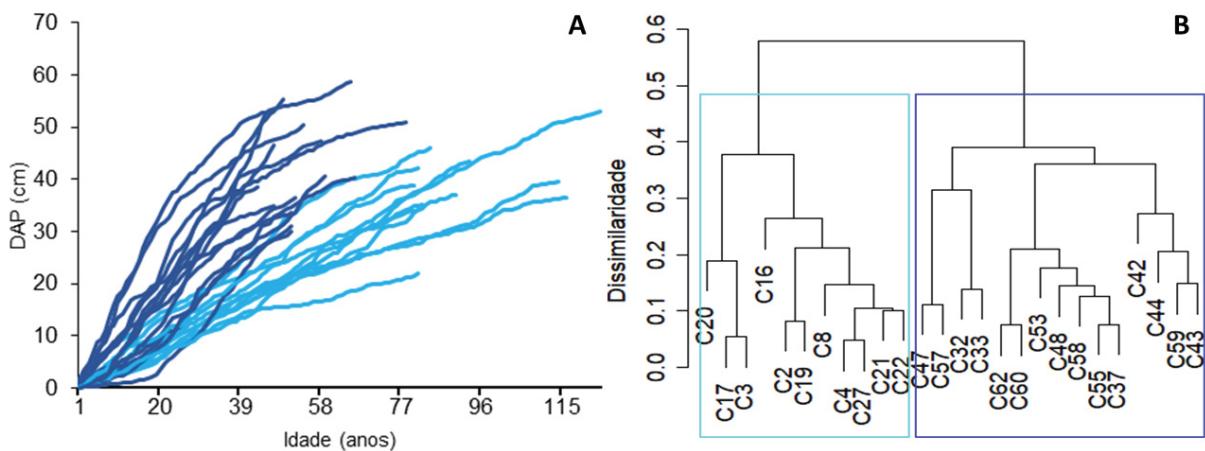 A
70
60
50
40
30
20
10
0
DAP (cm)
1 20 39 58 77 96 115
Idade (anos)
B
0.6
0.5
0.4
0.3
0.2
0.1
0.0
Dissimilaridade
C20
C17
C3
C16
C2
C19
C8
C4
C27
C21
C22
C47
C57
C32
C33
C62
C60
C53
C48
C58
C55
C37
C42
C44
C59
C43